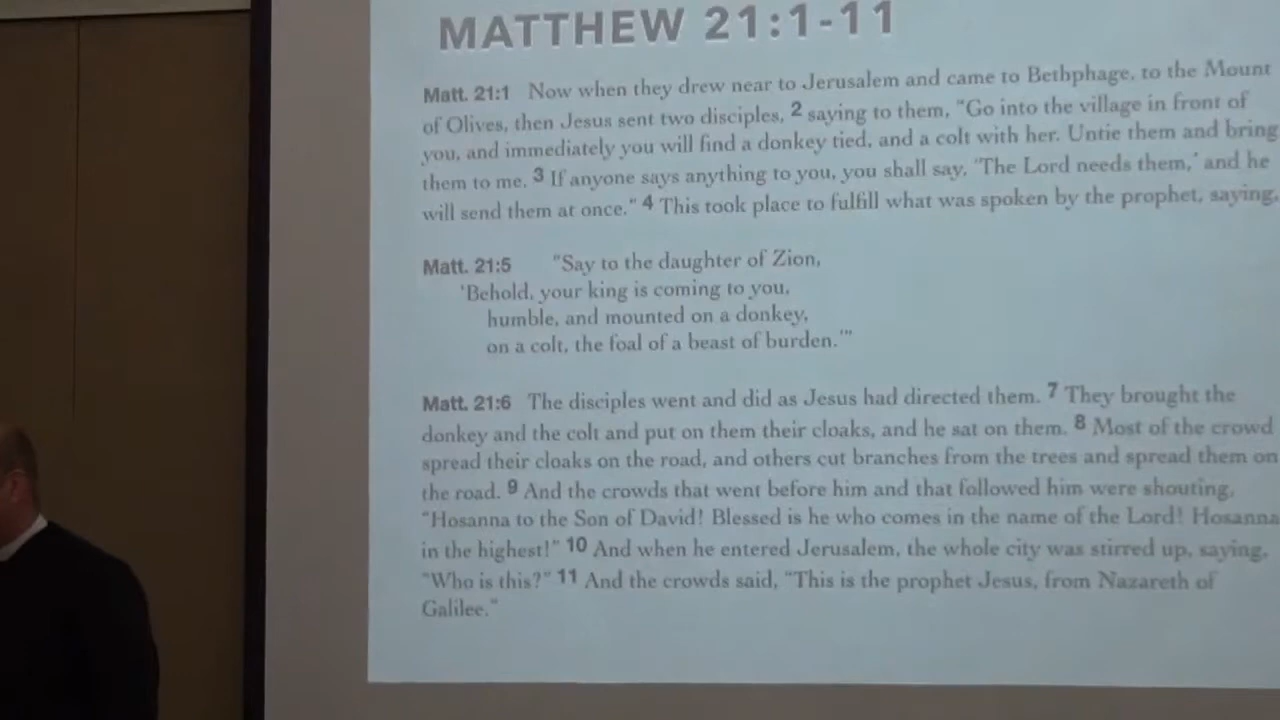 MATTHEW 21:1-11
Matt. 21:1 Now when they drew near to Jerusalem and came to Bethphage, to the Mount
of Olives, then Jesus sent two disciples, 2 saying to them, “Go into the village in front of
you, and immediately you will find a donkey tied, and a colt with her. Untie them and bring
them to me. 3 If anyone says anything to you, you shall say, ‘The Lord needs them,’ and he
will send them at once.” 4 This took place to fulfill what was spoken by the prophet, saying,
Matt. 21:5 “Say to the daughter of Zion,
‘Behold, your king is coming to you,
humble, and mounted on a donkey,
on a colt, the foal of a beast of burden.’”
Matt. 21:6 The disciples went and did as Jesus had directed them. 7 They brought the
donkey and the colt and put on them their cloaks, and he sat on them. 8 Most of the crowd
spread their cloaks on the road, and others cut branches from the trees and spread them on
the road. 9 And the crowds that went before him and that followed him were shouting,
“Hosanna to the Son of David! Blessed is he who comes in the name of the Lord! Hosanna
in the highest!” 10 And when he entered Jerusalem, the whole city was stirred up, saying,
“Who is this?” 11 And the crowds said, “This is the prophet Jesus, from Nazareth of
Galilee.”